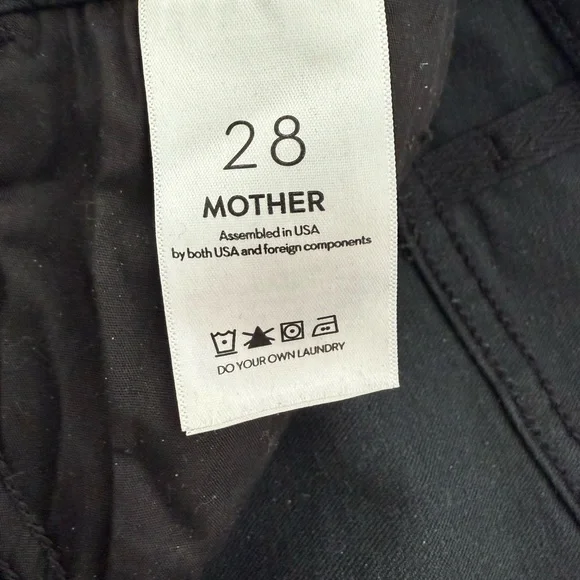 28
MOTHER
Assembled in USA
by both USA and foreign components
DO YOUR OWN LAUNDRY